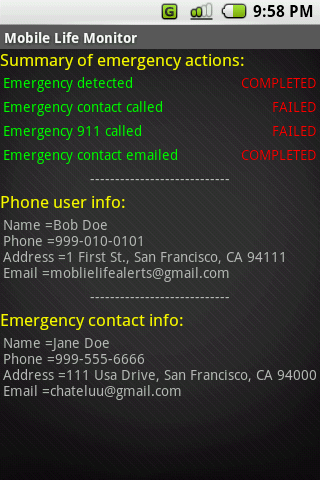 9:58 PM
Mobile Life Monitor
Summary of emergency actions:
Emergency detected COMPLETED
Emergency contact called FAILED
Emergency 911 called FAILED
Emergency contact emailed COMPLETED
----------------------------
Phone user info:
Name =Bob Doe
Phone =999-010-0101
Address =1 First St., San Francisco, CA 94111
Email =moblielifealerts@gmail.com
----------------------------
Emergency contact info:
Name =Jane Doe
Phone =999-555-6666
Address =111 Usa Drive, San Francisco, CA 94000
Email =chateluu@gmail.com